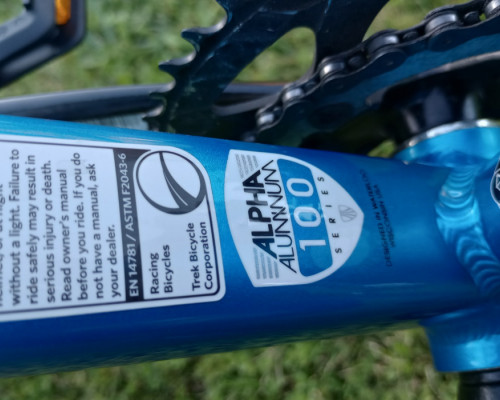 without a light. Failure to
ride safely may result in
serious injury or death.
Read owner's manual
before you ride. If you do
not have a manual, ask
your dealer.
EN 14781 / ASTM F2043-6
Racing
Bicycles
Trek Bicycle
Corporation
ALPHA
ALUMINUM
100
SERIES